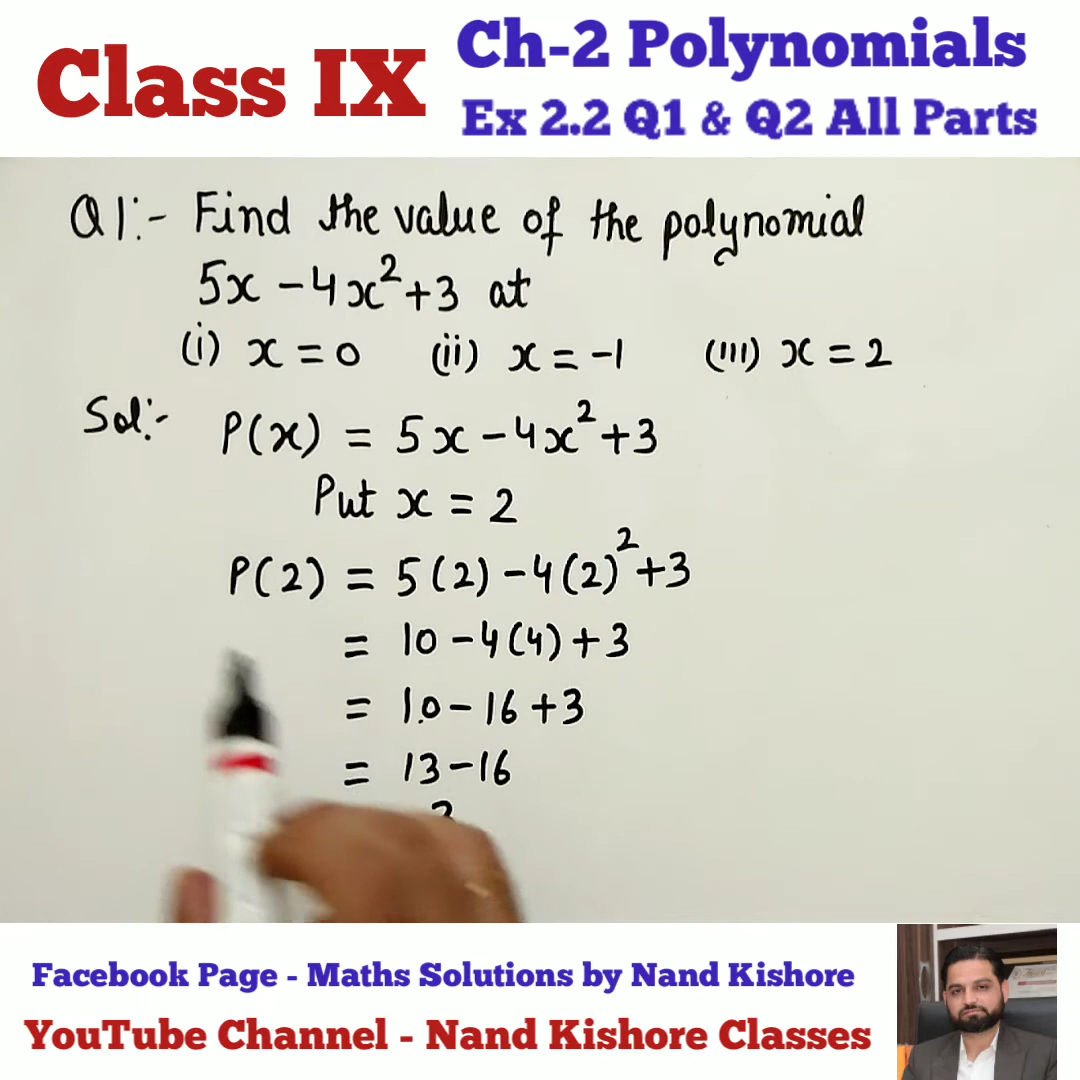 Class IX
Ch-2 Polynomials
Ex 2.2 Q1 & Q2 All Parts
Q1:- Find the value of the polynomial
5x - 4x² + 3 at
(i) x = 0 (ii) x = -1 (iii) x = 2
Sol:- P(x) = 5x - 4x² + 3
Put x = 2
P(2) = 5(2) - 4(2)² + 3
= 10 - 4(4) + 3
= 10 - 16 + 3
= 13 - 16
Facebook Page - Maths Solutions by Nand Kishore
YouTube Channel - Nand Kishore Classes